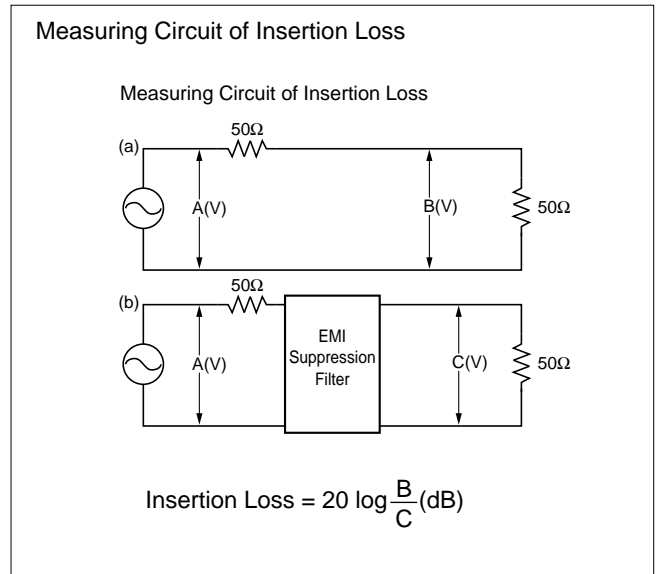 Measuring Circuit of Insertion Loss
Measuring Circuit of Insertion Loss
(a)
50Ω
A(V)
B(V)
50Ω
(b)
50Ω
A(V)
EMI
Suppression
Filter
C(V)
50Ω
Insertion Loss = 20 log B/C (dB)